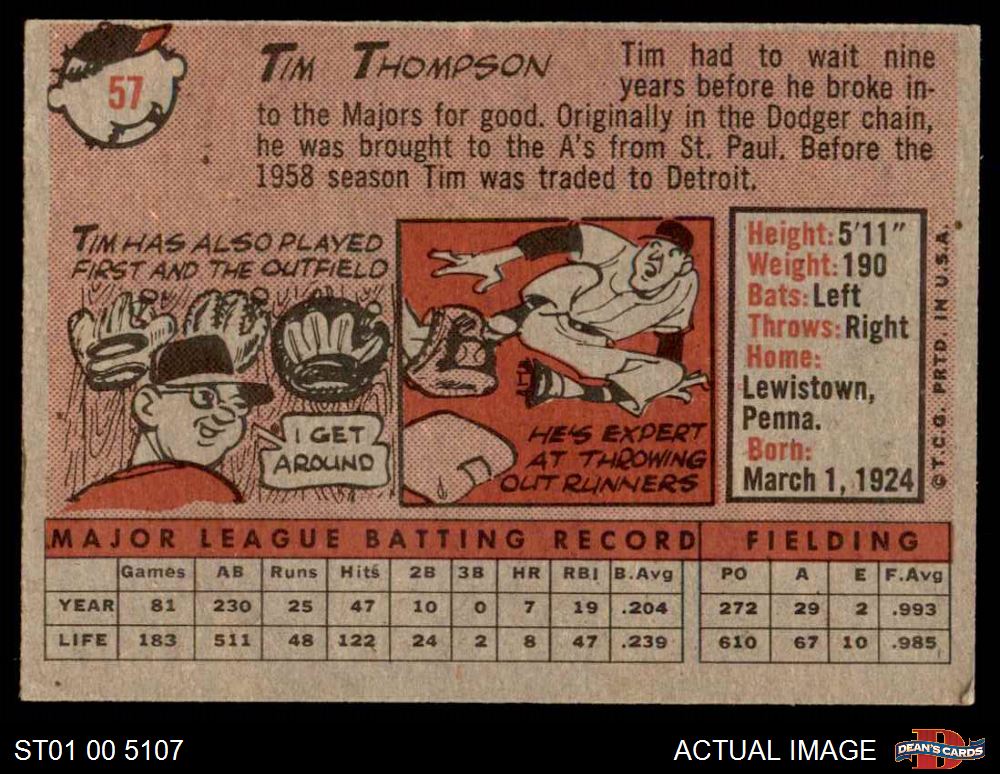 57
TIM THOMPSON
Tim had to wait nine
years before he broke in-
to the Majors for good. Originally in the Dodger chain,
he was brought to the A's from St. Paul. Before the
1958 season Tim was traded to Detroit.
TIM HAS ALSO PLAYED
FIRST AND THE OUTFIELD
I GET
AROUND
HE'S EXPERT
AT THROWING
OUT RUNNERS
Height: 5'11"
Weight: 190
Bats: Left
Throws: Right
Home:
Lewistown,
Penna.
Born:
March 1, 1924
© T.C.G. PRTD. IN U.S.A.
MAJOR LEAGUE BATTING RECORD FIELDING
Games AB Runs Hits 2B 3B HR RBI B.Avg PO A E F.Avg
YEAR 81 230 25 47 10 0 7 19 .204 272 29 2 .993
LIFE 183 511 48 122 24 2 8 47 .239 610 67 10 .985
ST01 00 5107
ACTUAL IMAGE
DEAN'S CARDS